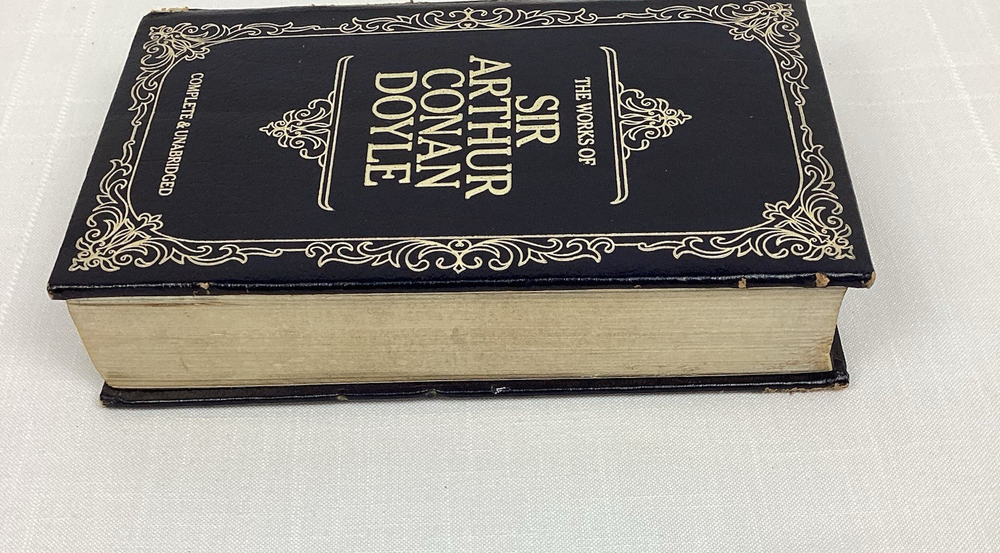 THE WORKS OF
SIR
ARTHUR
CONAN
DOYLE
COMPLETE & UNABRIDGED